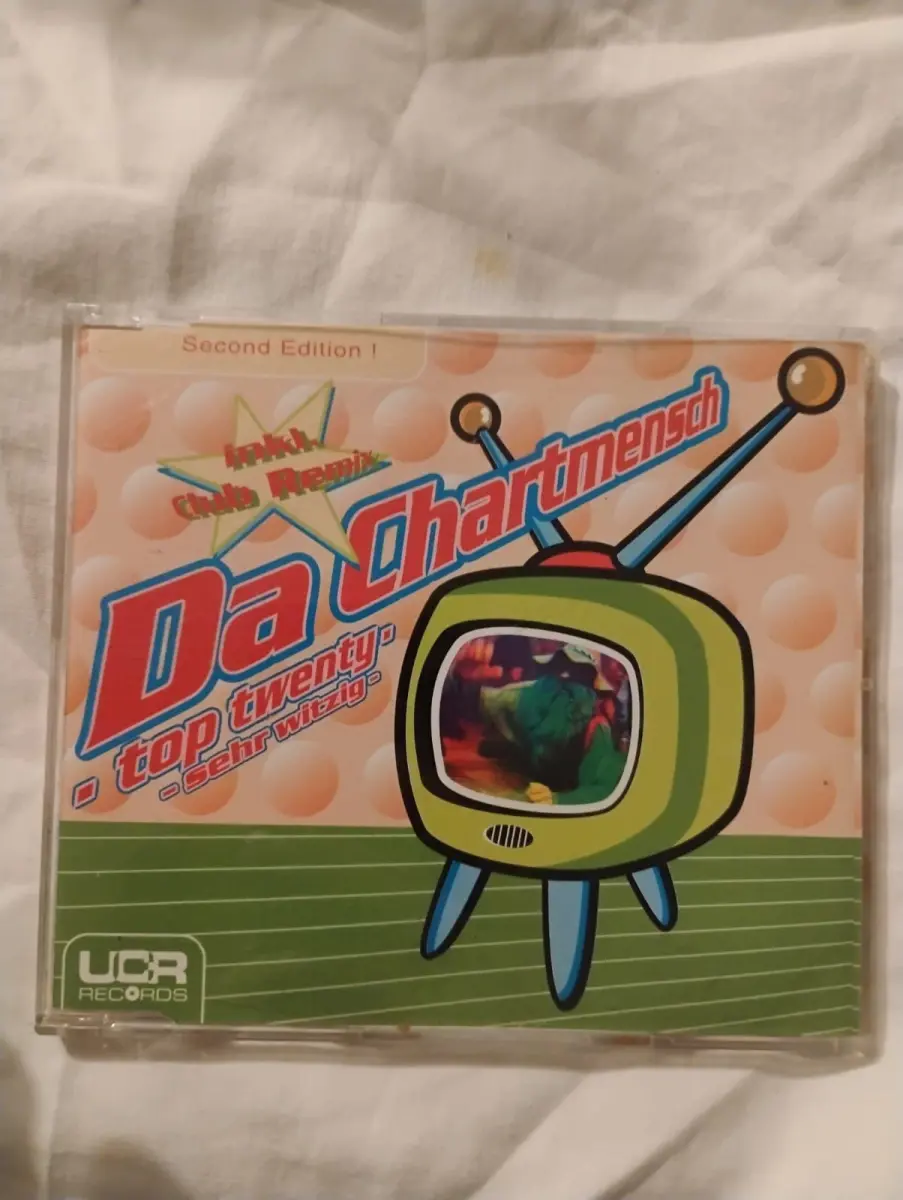 Second Edition !
inkl.
Club Remix
Da Chartmensch
. top twenty .
- sehr witzig -
UCR
RECORDS